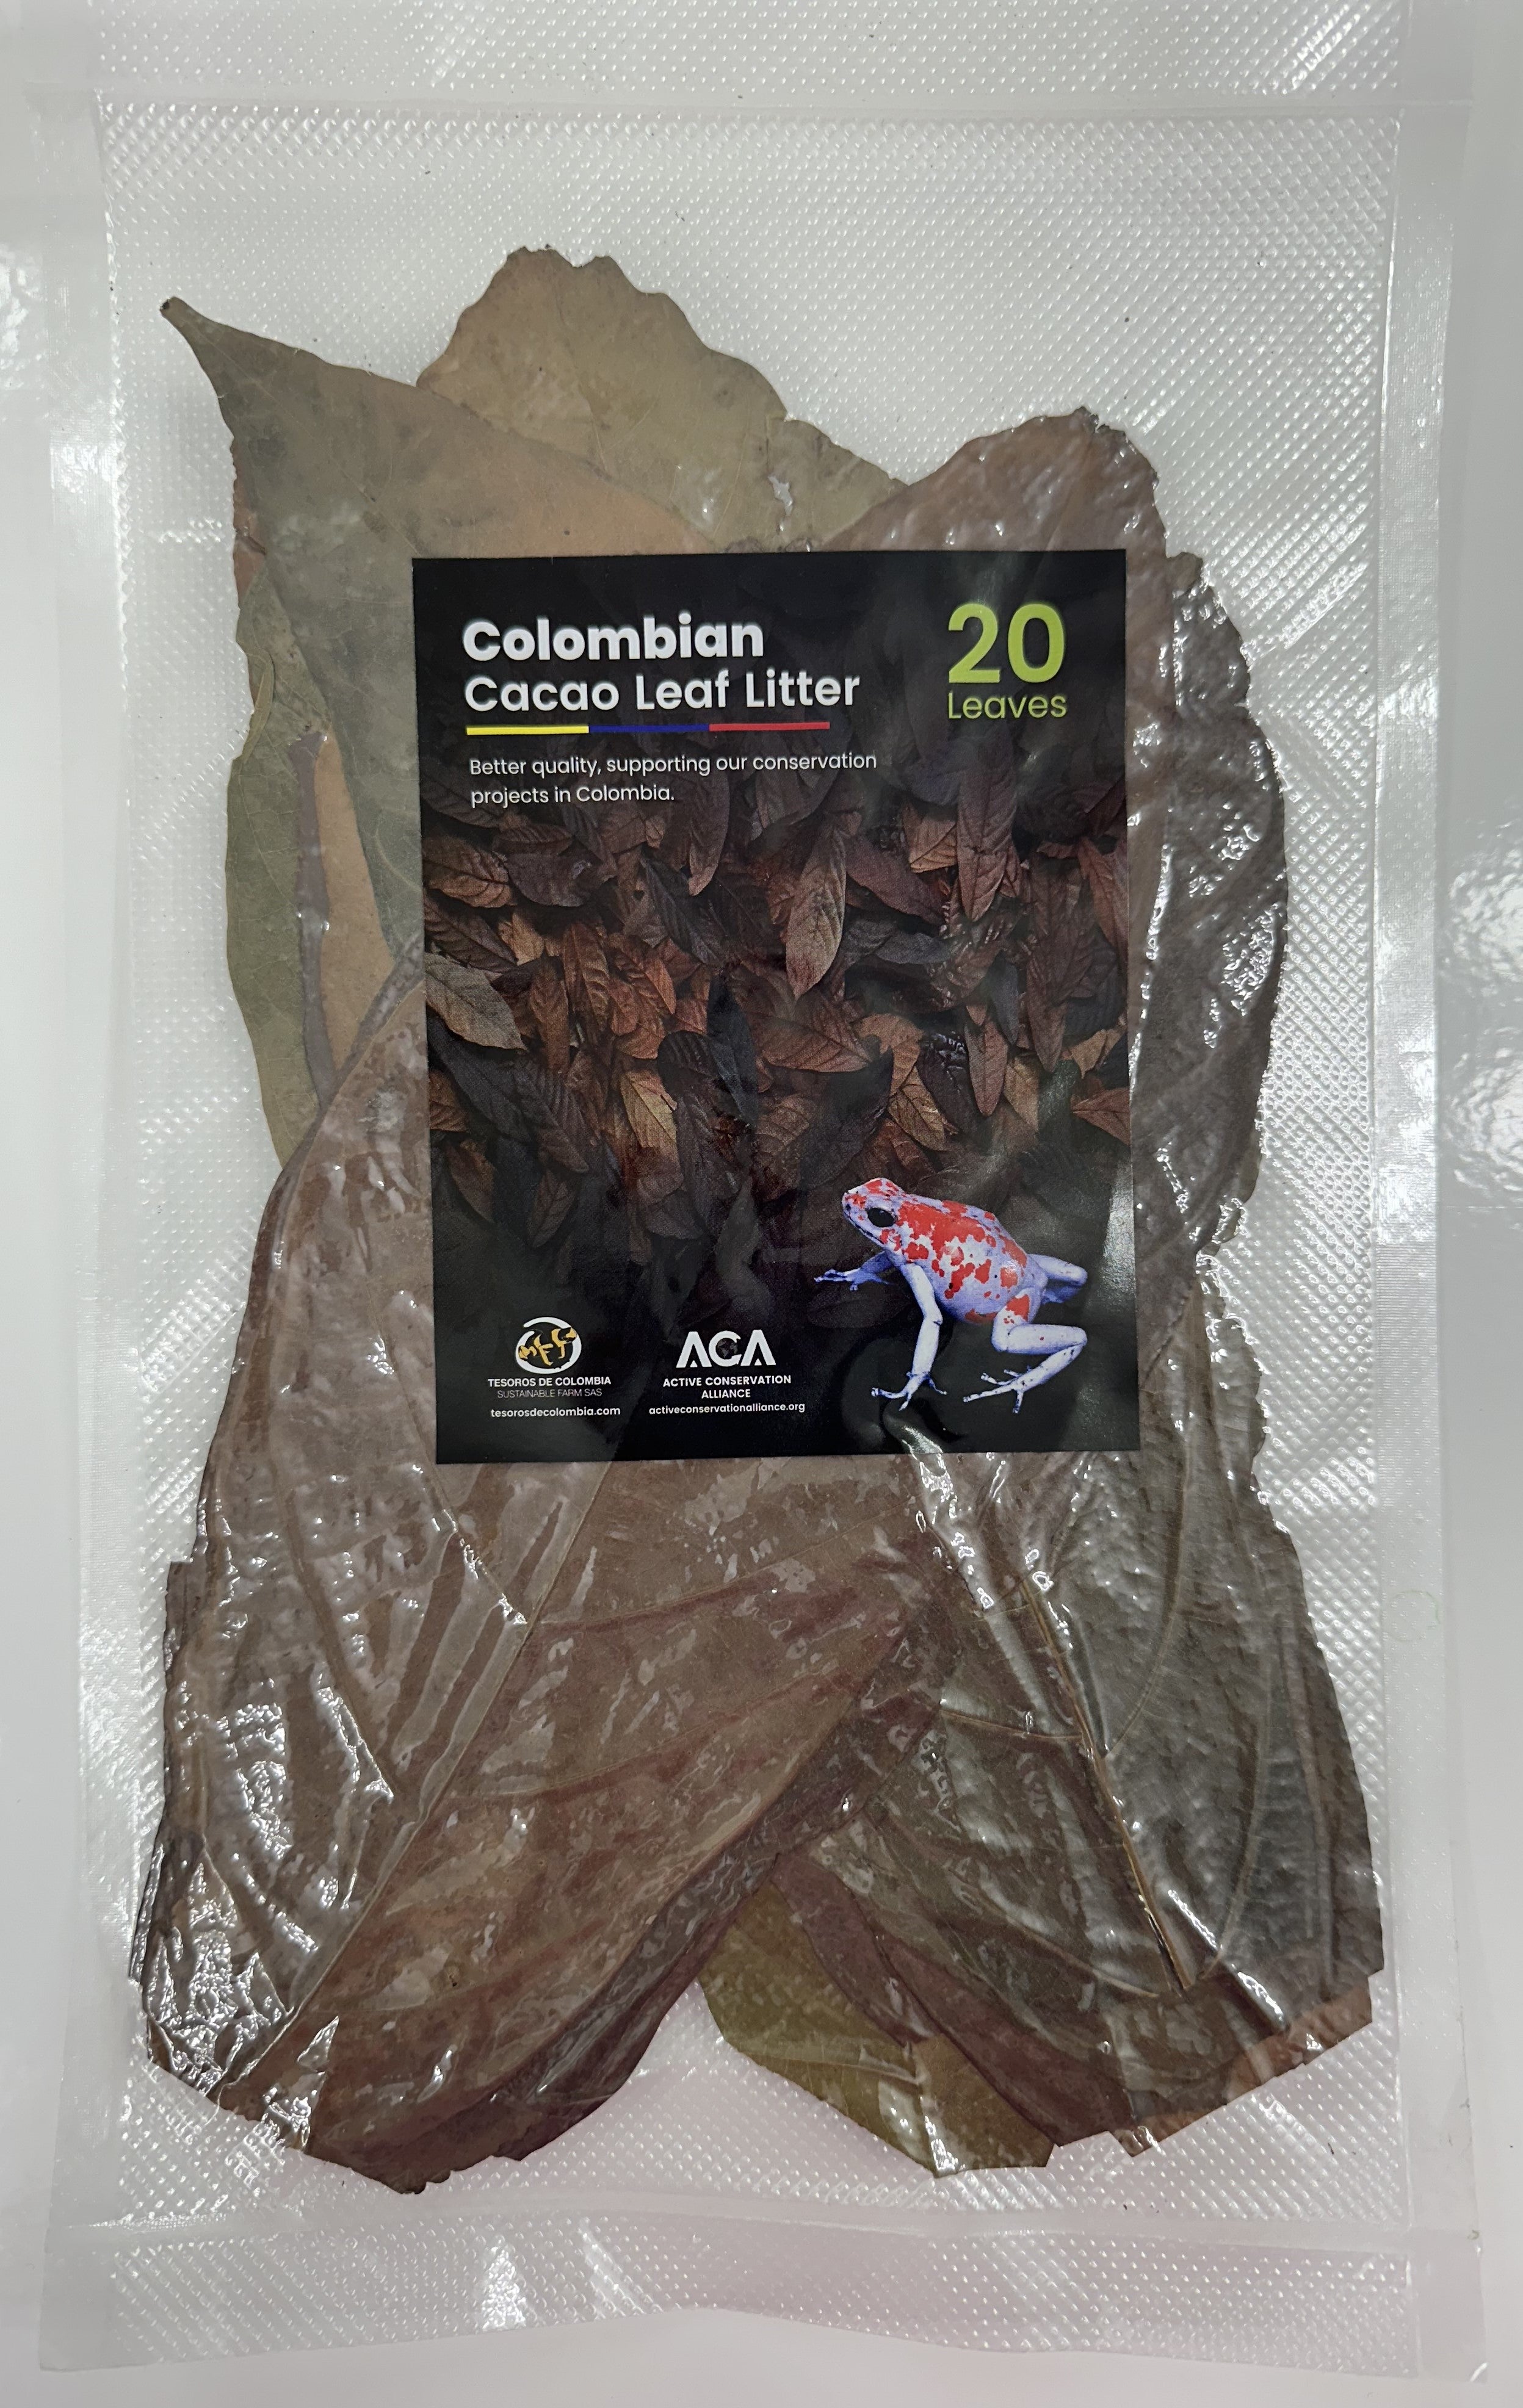 Colombian
Cacao Leaf Litter
20
Leaves
Better quality, supporting our conservation
projects in Colombia.
TESOROS DE COLOMBIA
SUSTAINABLE FARM SAS
tesorosdecolombia.com
ACA
ACTIVE CONSERVATION
ALLIANCE
activeconservationalliance.org